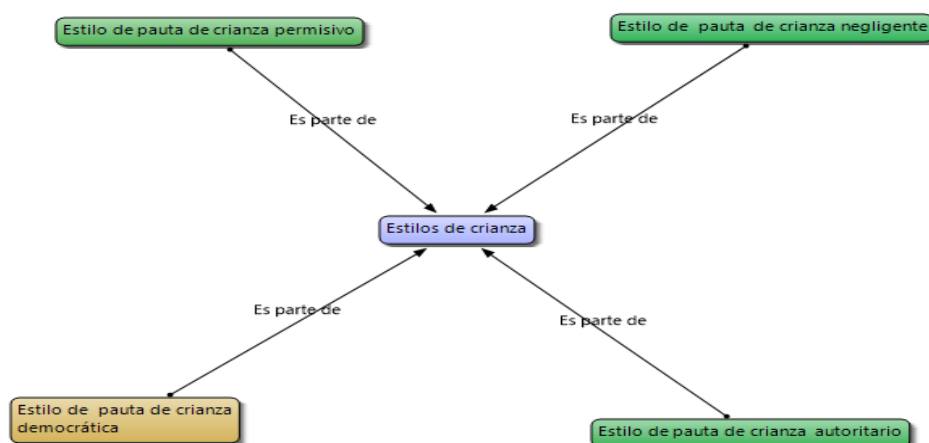 Estilo de pauta de crianza permisivo
Estilo de pauta de crianza negligente
Es parte de
Es parte de
Estilos de crianza
Es parte de
Es parte de
Estilo de pauta de crianza
democrática
Estilo de pauta de crianza autoritario